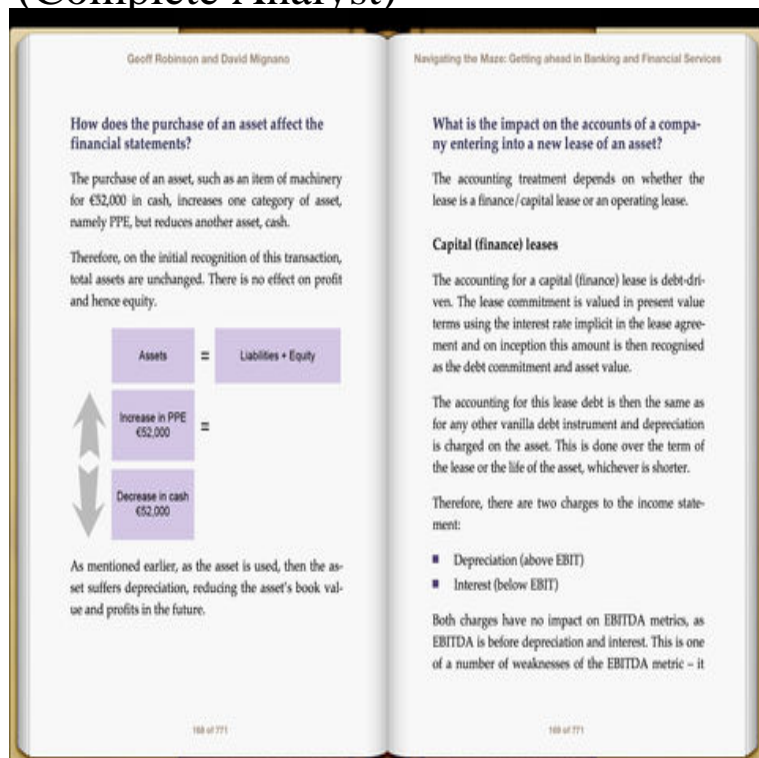 (Complete Analyst)
Geoff Robinson and David Mignano
How does the purchase of an asset affect the
financial statements?
The purchase of an asset, such as an item of machinery
for €52,000 in cash, increases one category of asset,
namely PPE, but reduces another asset, cash.
Therefore, on the initial recognition of this transaction,
total assets are unchanged. There is no effect on profit
and hence equity.
Assets = Liabilities + Equity
Increase in PPE
€52,000
=
Decrease in cash
€52,000
As mentioned earlier, as the asset is used, then the as-
set suffers depreciation, reducing the asset's book val-
ue and profits in the future.
168 of 771
Navigating the Maze: Getting ahead in Banking and Financial Services
What is the impact on the accounts of a compa-
ny entering into a new lease of an asset?
The accounting treatment depends on whether the
lease is a finance/capital lease or an operating lease.
Capital (finance) leases
The accounting for a capital (finance) lease is debt-dri-
ven. The lease commitment is valued in present value
terms using the interest rate implicit in the lease agree-
ment and on inception this amount is then recognised
as the debt commitment and asset value.
The accounting for this lease debt is then the same as
for any other vanilla debt instrument and depreciation
is charged on the asset. This is done over the term of
the lease or the life of the asset, whichever is shorter.
Therefore, there are two charges to the income state-
ment:
■ Depreciation (above EBIT)
■ Interest (below EBIT)
Both charges have no impact on EBITDA metrics, as
EBITDA is before depreciation and interest. This is one
of a number of weaknesses of the EBITDA metric – it
169 of 771